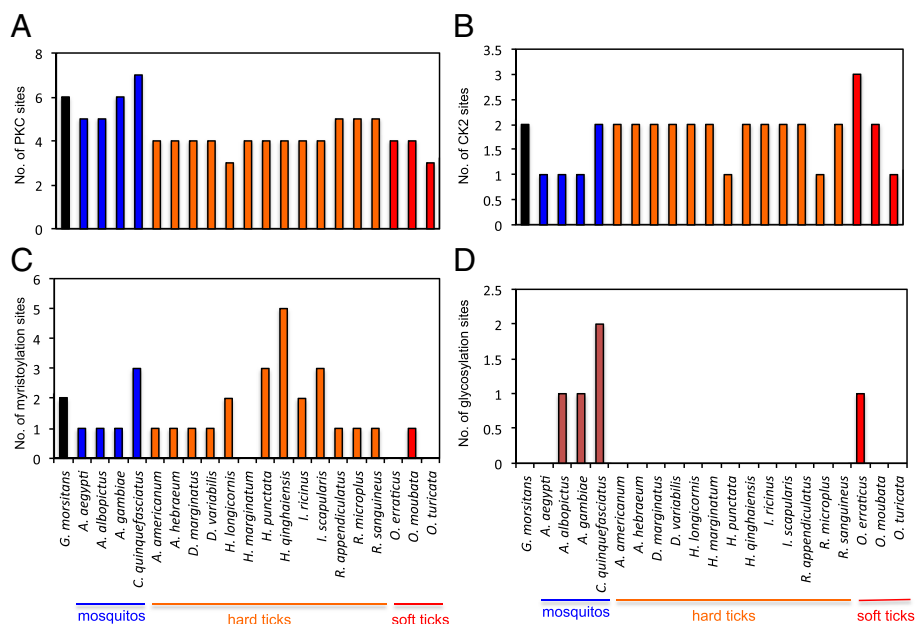 A
No. of PKC sites
8
6
4
2
0
B
No. of CK2 sites
3.5
3
2.5
2
1.5
1
0.5
0
C
No. of myristoylation sites
6
5
4
3
2
1
0
G. morsitans
A. aegypti
A. albopictus
A. gambiae
C. quinquefasciatus
A. americanum
A. hebraeum
D. marginatus
D. variabilis
H. longicornis
H. marginatum
H. punctata
H. qinghaiensis
I. ricinus
I. scapularis
R. appendiculatus
R. microplus
R. sanguineus
O. erraticus
O. moubata
O. turicata
mosquitos
hard ticks
soft ticks
D
No. of glycosylation sites
2.5
2
1.5
1
0.5
0
G. morsitans
A. aegypti
A. albopictus
A. gambiae
C. quinquefasciatus
A. americanum
A. hebraeum
D. marginatus
D. variabilis
H. longicornis
H. marginatum
H. punctata
H. qinghaiensis
I. ricinus
I. scapularis
R. appendiculatus
R. microplus
R. sanguineus
O. erraticus
O. moubata
O. turicata
mosquitos
hard ticks
soft ticks